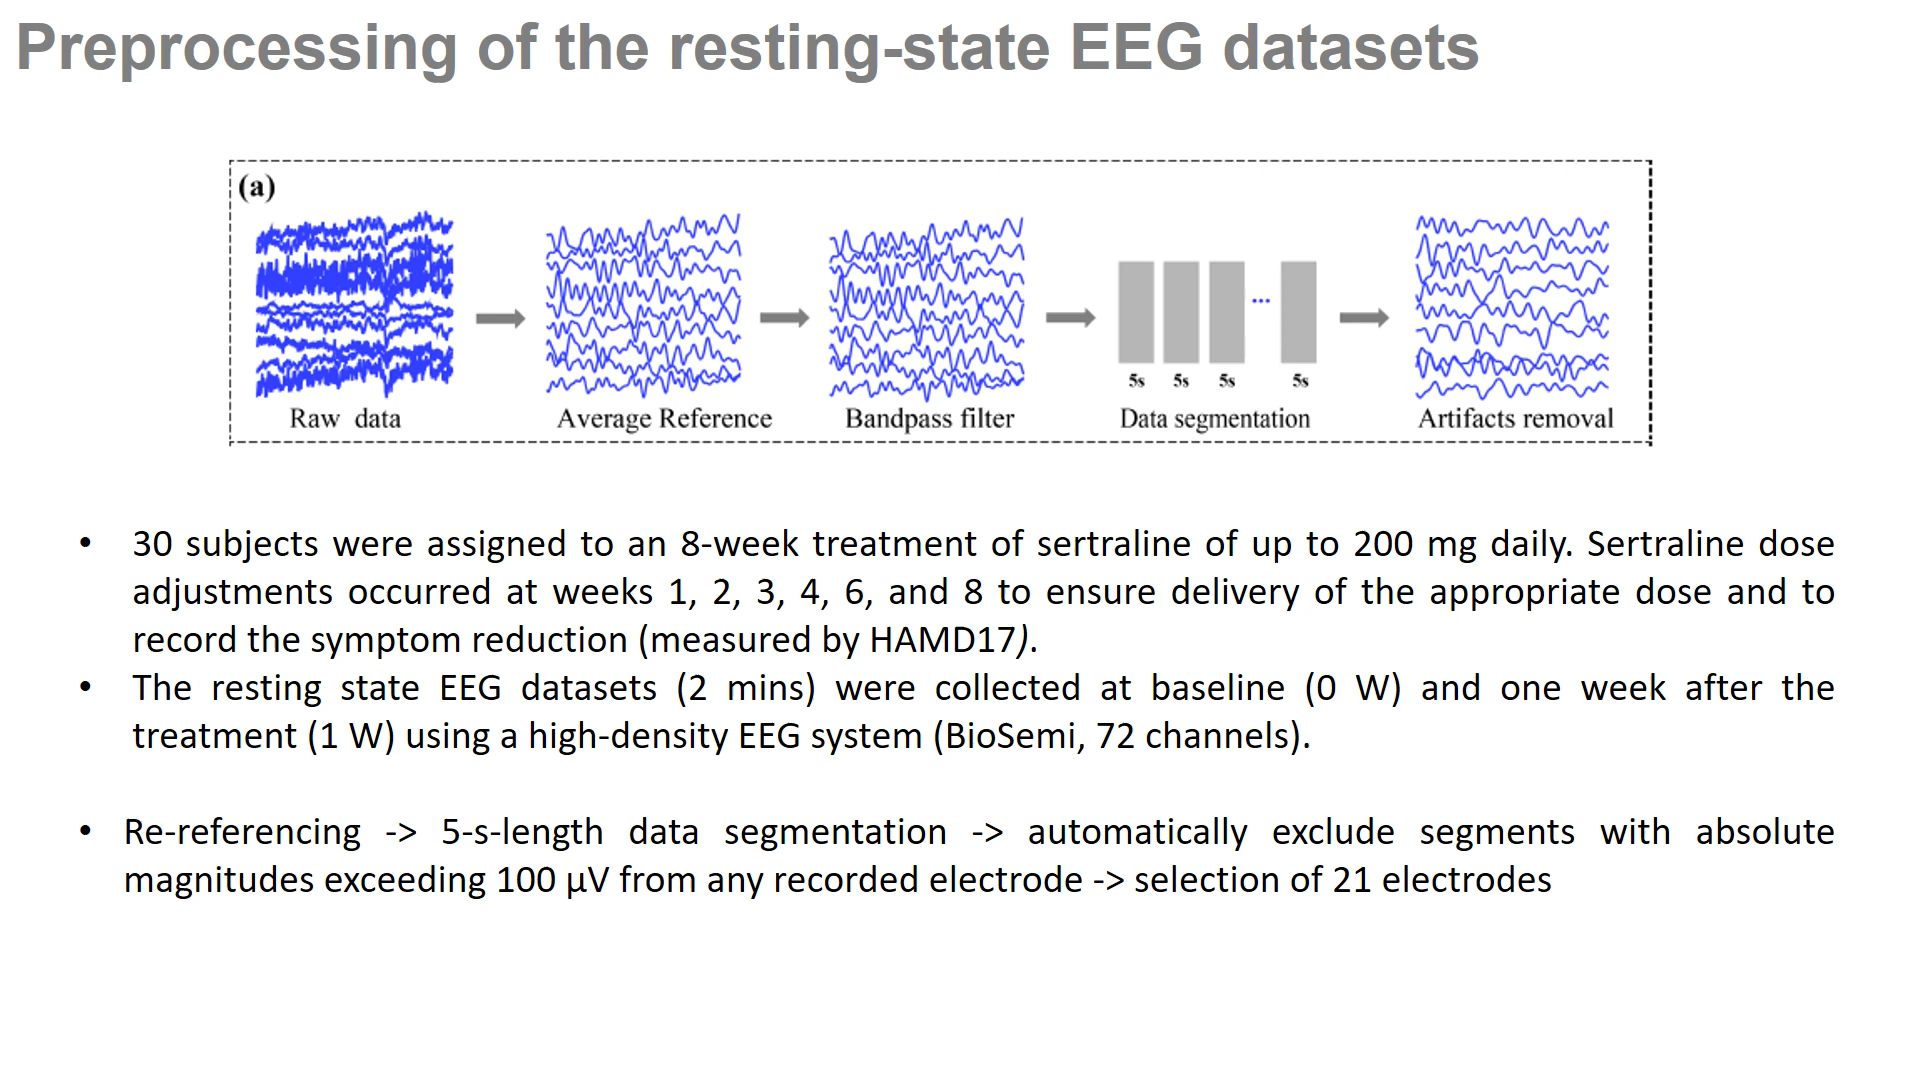 Preprocessing of the resting-state EEG datasets
(a)
5s 5s 5s ... 5s
Raw data Average Reference Bandpass filter Data segmentation Artifacts removal
• 30 subjects were assigned to an 8-week treatment of sertraline of up to 200 mg daily. Sertraline dose
adjustments occurred at weeks 1, 2, 3, 4, 6, and 8 to ensure delivery of the appropriate dose and to
record the symptom reduction (measured by HAMD17).
• The resting state EEG datasets (2 mins) were collected at baseline (0 W) and one week after the
treatment (1 W) using a high-density EEG system (BioSemi, 72 channels).
• Re-referencing -> 5-s-length data segmentation -> automatically exclude segments with absolute
magnitudes exceeding 100 µV from any recorded electrode -> selection of 21 electrodes